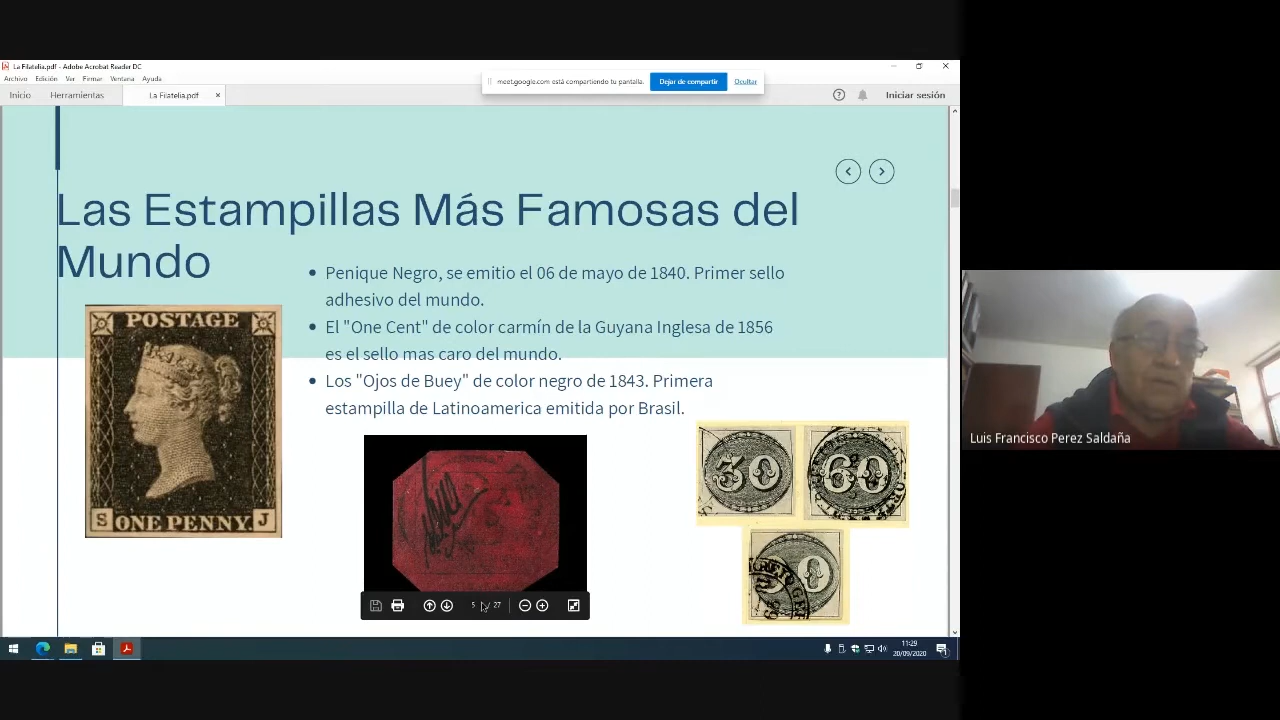 La Filatelia.pdf - Adobe Acrobat Reader DC
Archivo Edición Ver Firmar Ventana Ayuda
meet.google.com está compartiendo tu pantalla.
Dejar de compartir
Ocultar
Inicio
Herramientas
La Filatelia.pdf
Iniciar sesión
Las Estampillas Más Famosas del
Mundo
Penique Negro, se emitio el 06 de mayo de 1840. Primer sello
adhesivo del mundo.
El "One Cent" de color carmín de la Guyana Inglesa de 1856
es el sello mas caro del mundo.
Los "Ojos de Buey" de color negro de 1843. Primera
estampilla de Latinoamerica emitida por Brasil.
POSTAGE
S ONE PENNY. J
30
60
5 / 27
Luis Francisco Perez Saldaña
11:29
20/09/2020